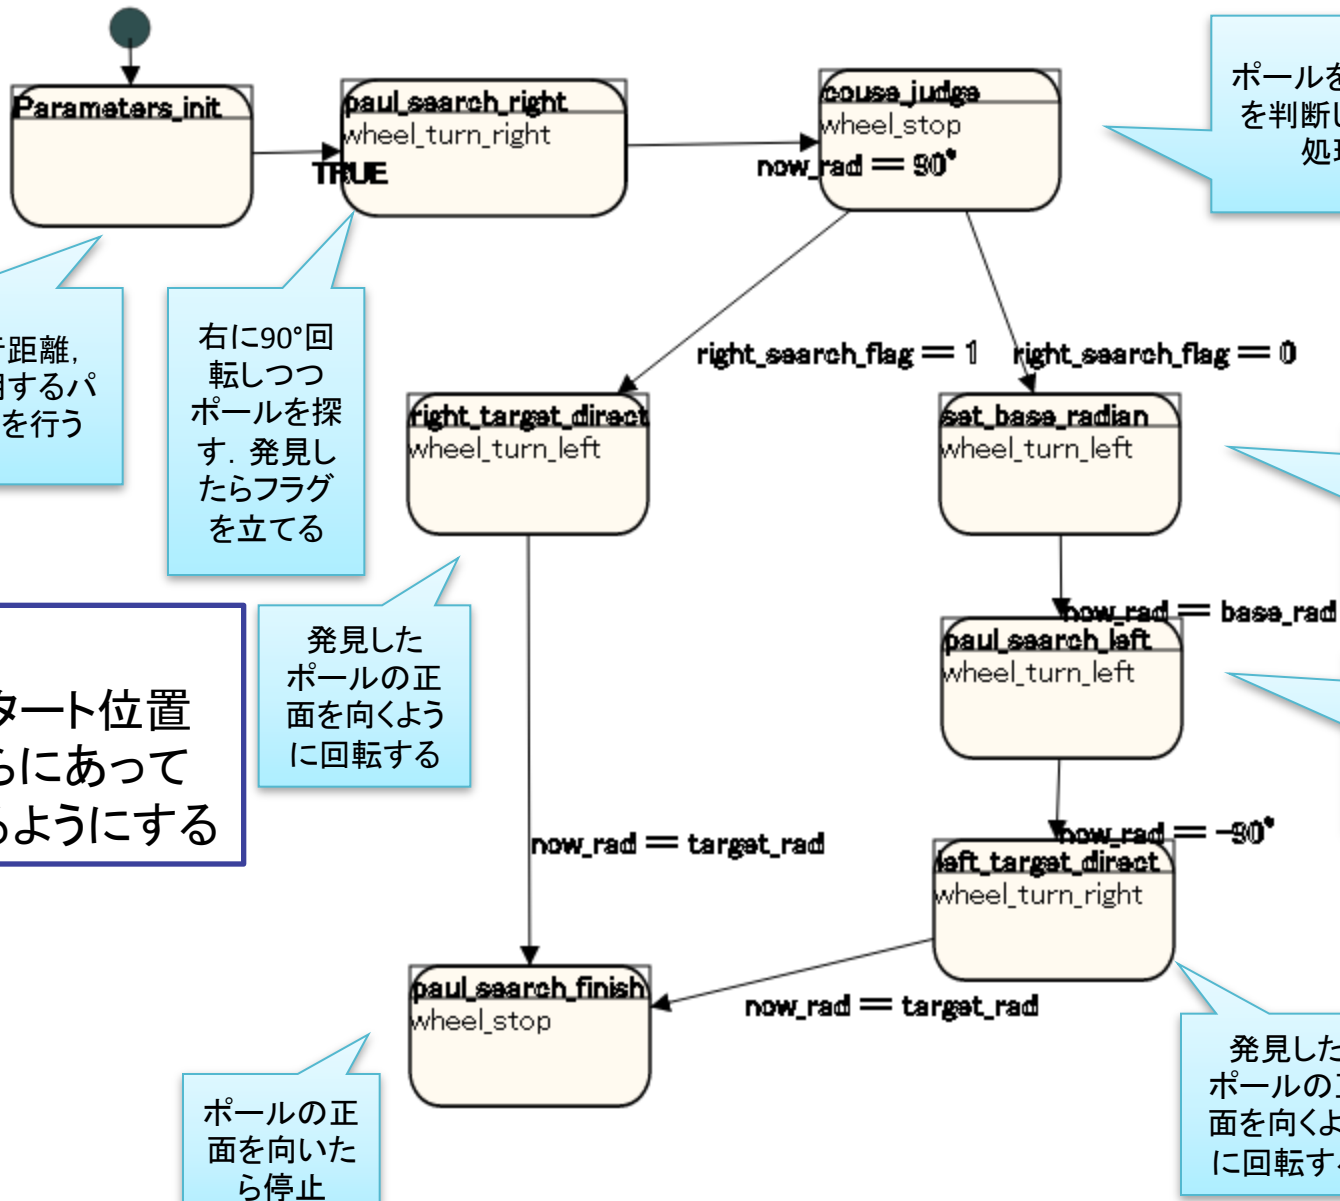 Parameters_init
TRUE
paul_search_right
wheel_turn_right
now_rad == 90°
couse_judge
wheel_stop
ポールを
を判断し
処理
距離,
用するパ
を行う
右に90°回
転しつつ
ポールを探
す. 発見し
たらフラグ
を立てる
right_search_flag == 1
right_search_flag == 0
right_target_direct
wheel_turn_left
set_base_radian
wheel_turn_left
発見した
ポールの正
面を向くよう
に回転する
now_rad == base_rad
paul_search_left
wheel_turn_left
タート位置
らにあって
るようにする
now_rad == target_rad
now_rad == -90°
left_target_direct
wheel_turn_right
paul_search_finish
wheel_stop
now_rad == target_rad
発見した
ポールの正
面を向くよ
に回転する
ポールの正
面を向いた
ら停止